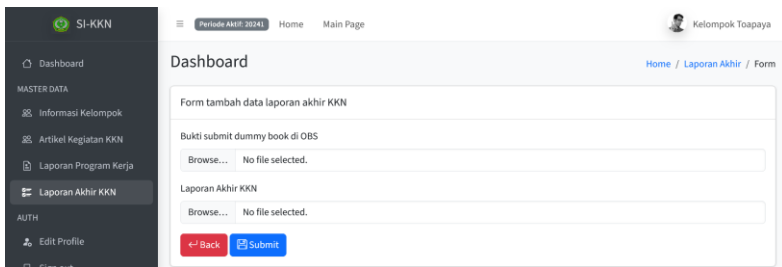 SI-KKN
Periode Aktif: 20241 Home Main Page
Kelompok Toapaya
Dashboard
MASTER DATA
Informasi Kelompok
Artikel Kegiatan KKN
Laporan Program Kerja
Laporan Akhir KKN
AUTH
Edit Profile
Sign out
Dashboard
Home / Laporan Akhir / Form
Form tambah data laporan akhir KKN
Bukti submit dummy book di OBS
Browse... No file selected.
Laporan Akhir KKN
Browse... No file selected.
Back Submit